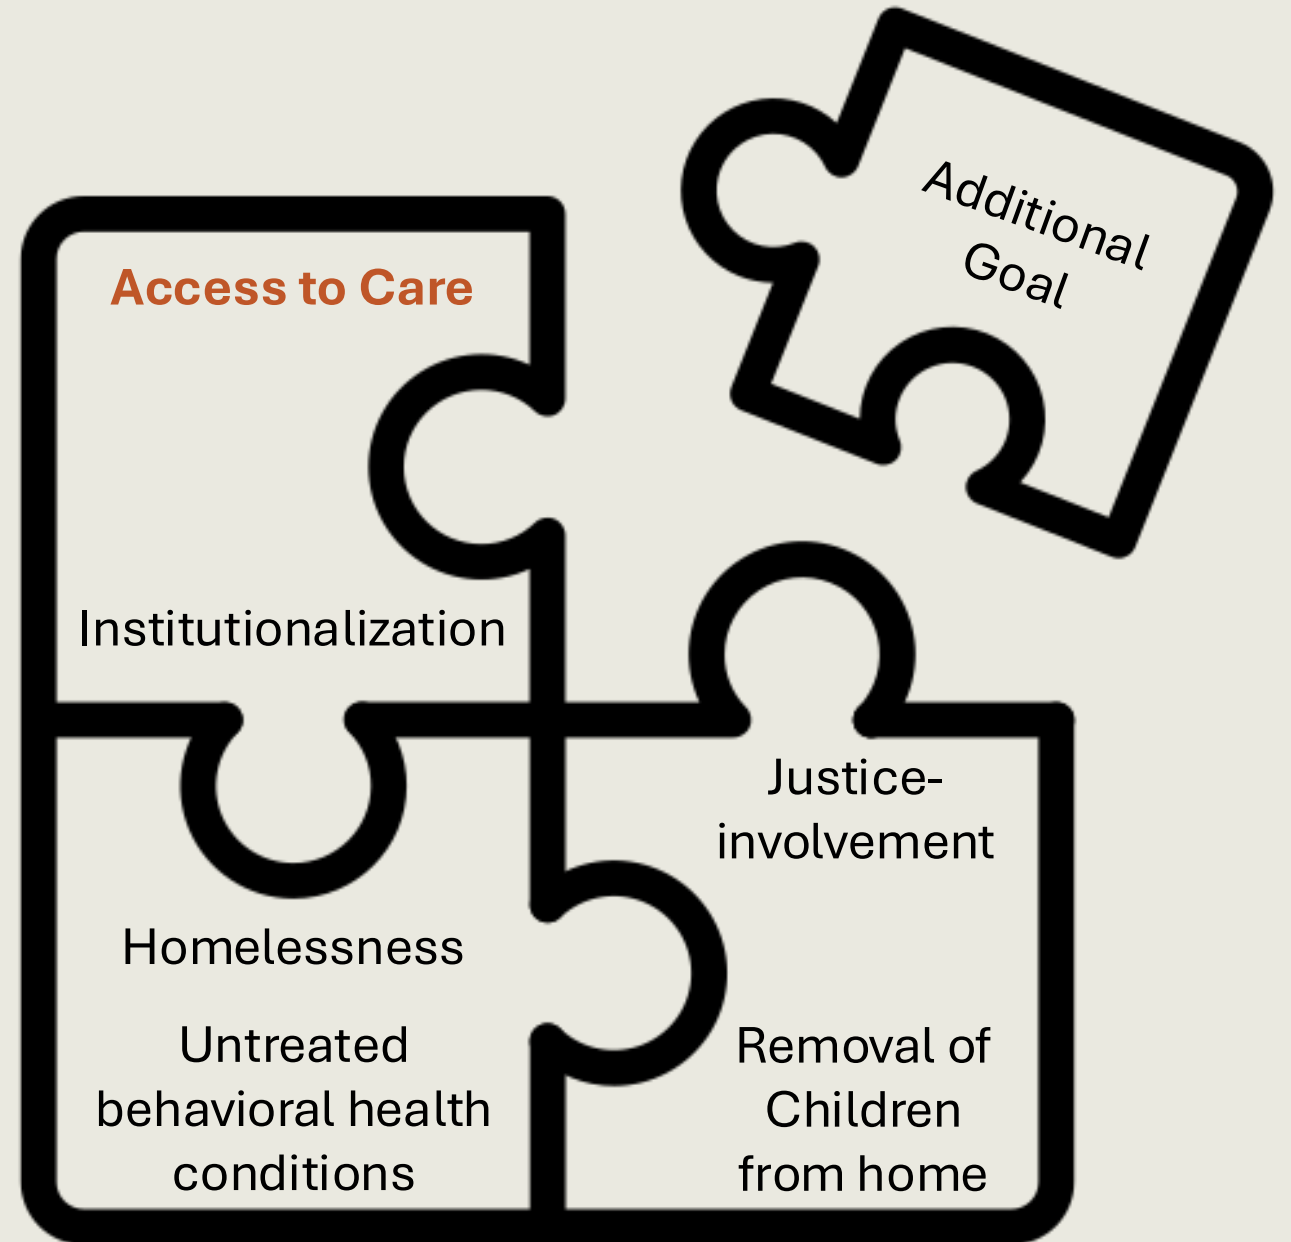 Additional
Goal
Access to Care
Institutionalization
Justice-
involvement
Homelessness
Untreated
behavioral health
conditions
Removal of
Children
from home